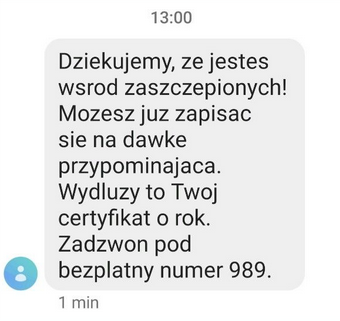 13:00
Dziekujemy, ze jestes
wsrod zaszczepionych!
Mozesz juz zapisac
sie na dawke
przypominajaca.
Wydluzy to Twoj
certyfikat o rok.
Zadzwon pod
bezplatny numer 989.
1 min